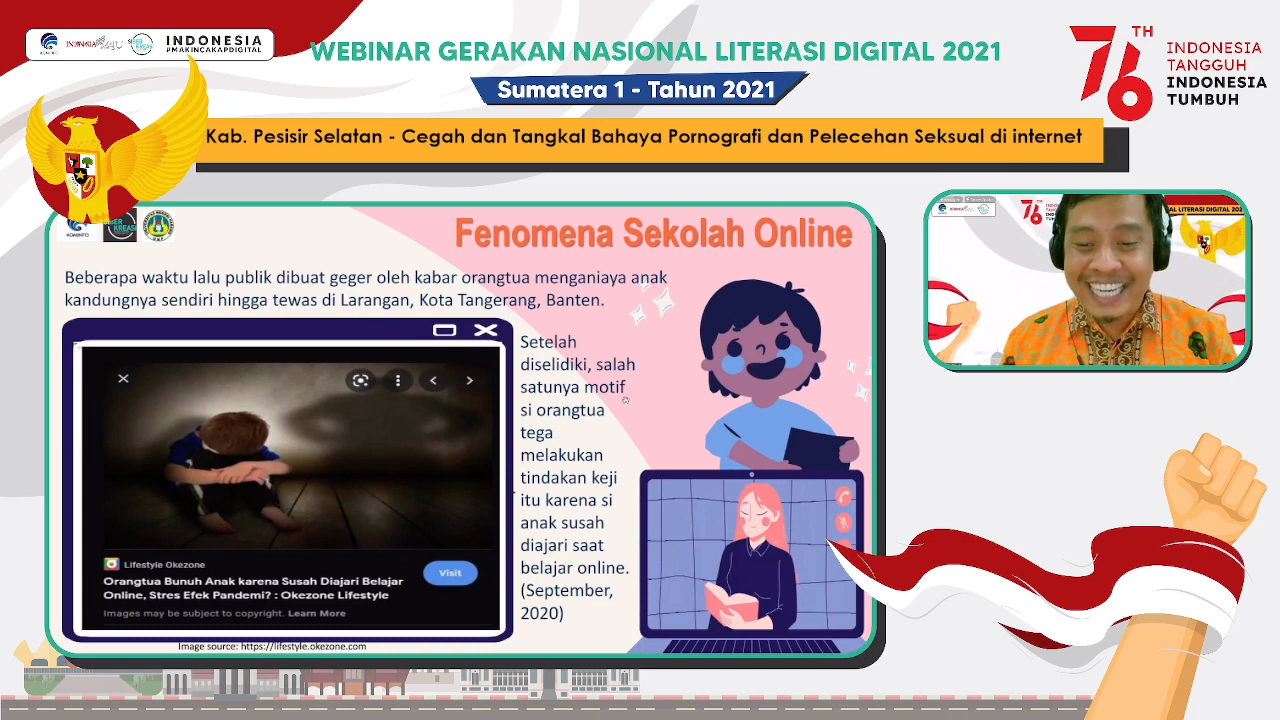 INDONESIA
#MAKINCAKAPDIGITAL
WEBINAR GERAKAN NASIONAL LITERASI DIGITAL 2021
Sumatera 1 - Tahun 2021
76TH
INDONESIA
TANGGUH
INDONESIA
TUMBUH
Kab. Pesisir Selatan - Cegah dan Tangkal Bahaya Pornografi dan Pelecehan Seksual di internet
KOMINFO
Fenomena Sekolah Online
Beberapa waktu lalu publik dibuat geger oleh kabar orangtua menganiaya anak
kandungnya sendiri hingga tewas di Larangan, Kota Tangerang, Banten.
Setelah
diselidiki, salah
satunya motif
si orangtua
tega
melakukan
tindakan keji
itu karena si
anak susah
diajari saat
belajar online.
(September,
2020)
Lifestyle Okezone
Orangtua Bunuh Anak karena Susah Diajari Belajar
Online, Stres Efek Pandemi? : Okezone Lifestyle
Visit
Images may be subject to copyright. Learn More
Image source: https://lifestyle.okezone.com
AL LITERASI DIGITAL 202